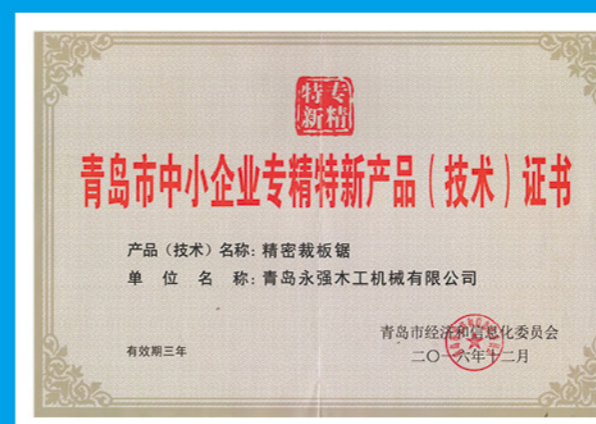 专精
特新
青岛市中小企业专精特新产品（技术）证书
产品（技术）名称：精密裁板锯
单位名称：青岛永强木工机械有限公司
青岛市经济和信息化委员会
有效期三年
二〇一六年十二月